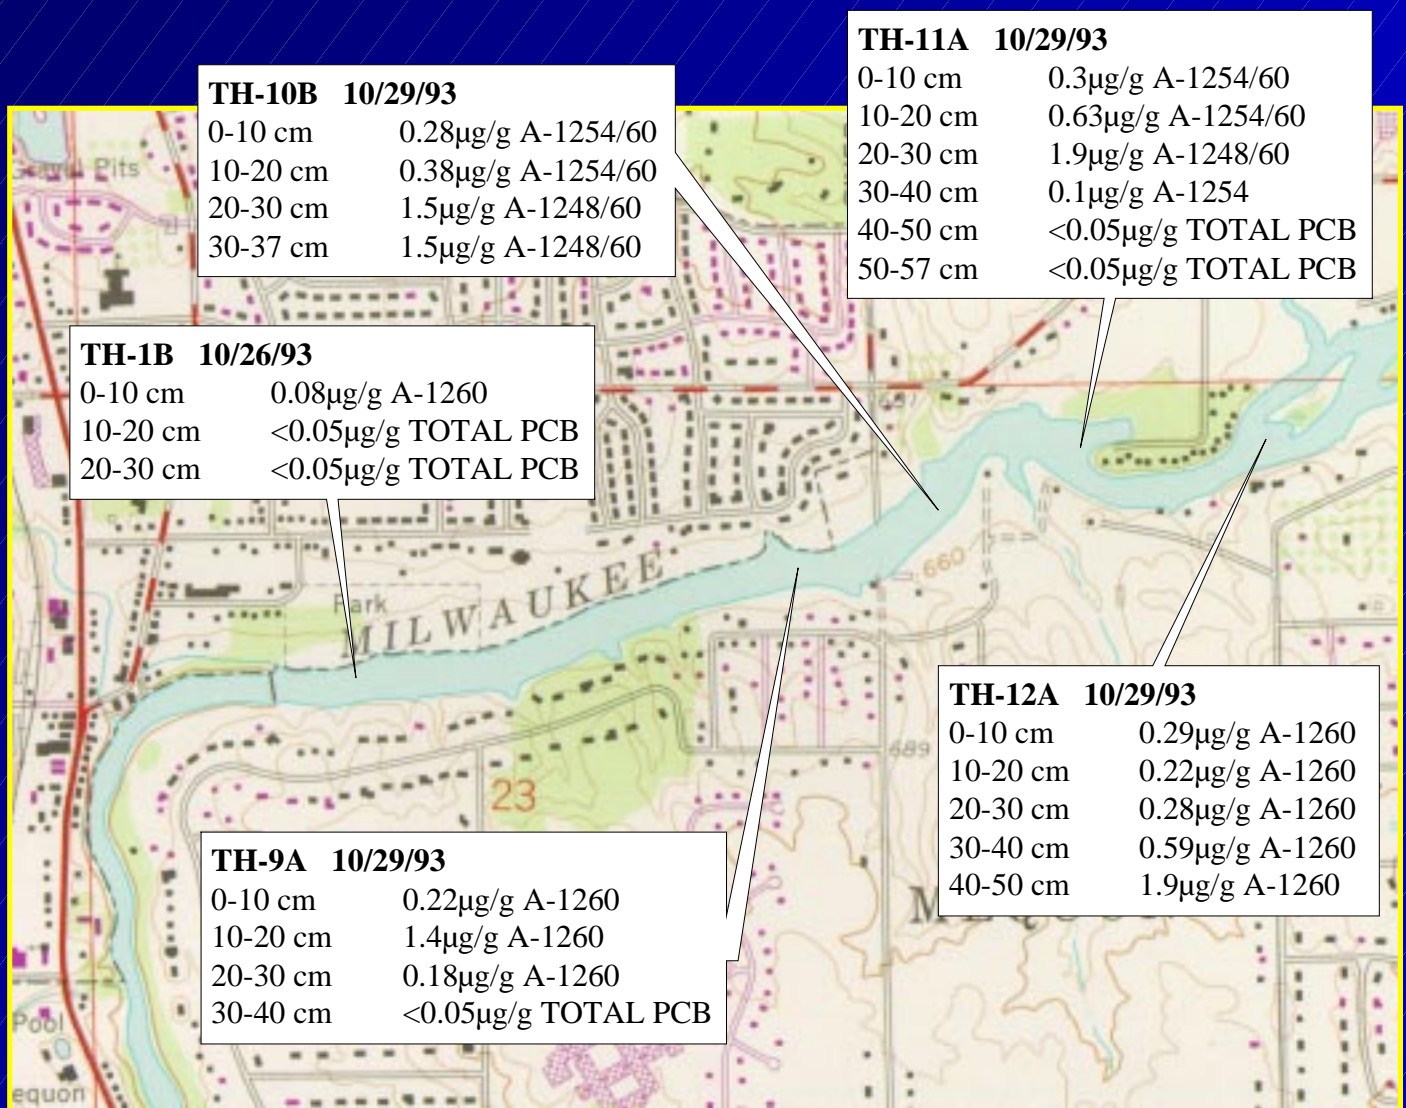 TH-11A 10/29/93
0-10 cm 0.3µg/g A-1254/60
10-20 cm 0.63µg/g A-1254/60
20-30 cm 1.9µg/g A-1248/60
30-40 cm 0.1µg/g A-1254
40-50 cm <0.05µg/g TOTAL PCB
50-57 cm <0.05µg/g TOTAL PCB
TH-10B 10/29/93
0-10 cm 0.28µg/g A-1254/60
10-20 cm 0.38µg/g A-1254/60
20-30 cm 1.5µg/g A-1248/60
30-37 cm 1.5µg/g A-1248/60
Pits
TH-1B 10/26/93
0-10 cm 0.08µg/g A-1260
10-20 cm <0.05µg/g TOTAL PCB
20-30 cm <0.05µg/g TOTAL PCB
660
Park
MILWAUKEE
TH-12A 10/29/93
0-10 cm 0.29µg/g A-1260
10-20 cm 0.22µg/g A-1260
20-30 cm 0.28µg/g A-1260
30-40 cm 0.59µg/g A-1260
40-50 cm 1.9µg/g A-1260
689
23
TH-9A 10/29/93
0-10 cm 0.22µg/g A-1260
10-20 cm 1.4µg/g A-1260
20-30 cm 0.18µg/g A-1260
30-40 cm <0.05µg/g TOTAL PCB
Pool
equon